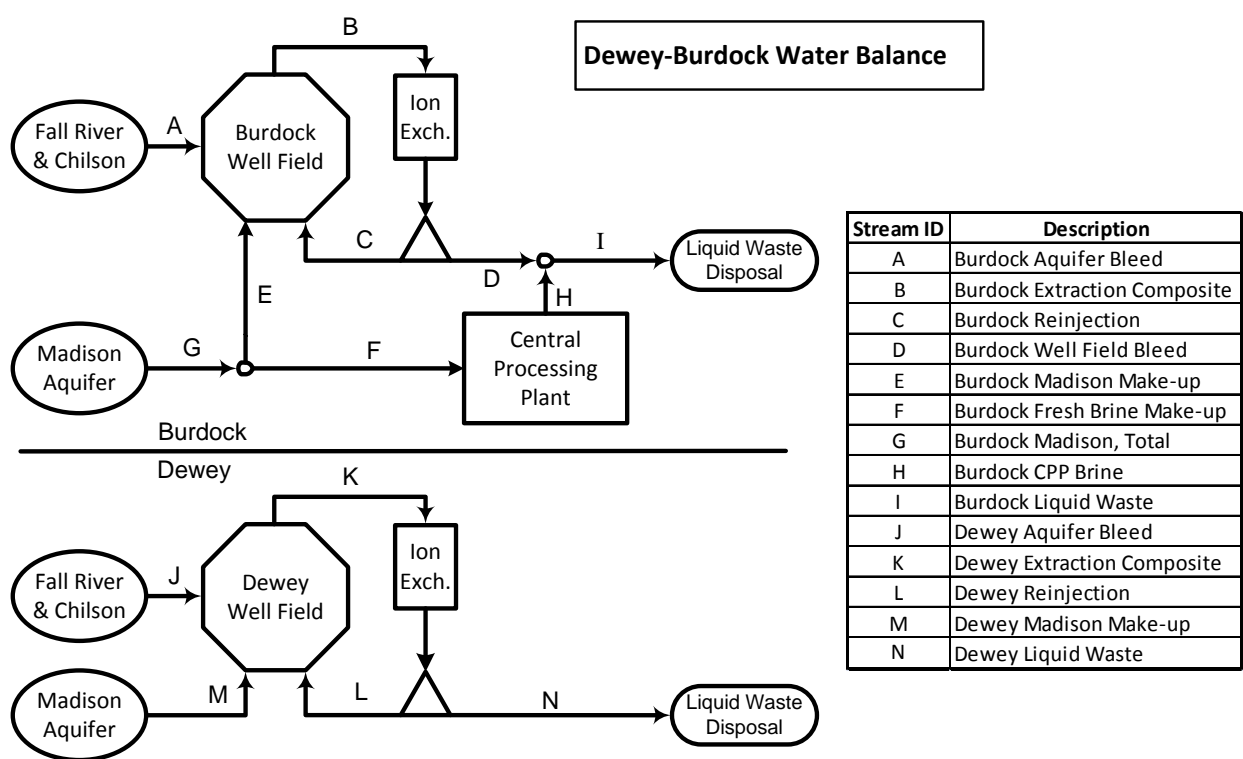 Dewey-Burdock Water Balance
B
Ion
Exch.
Fall River
& Chilson
A
Burdock
Well Field
C
D
I
Liquid Waste
Disposal
E
H
Madison
Aquifer
G
F
Central
Processing
Plant
Burdock
Dewey
K
Ion
Exch.
Fall River
& Chilson
J
Dewey
Well Field
Madison
Aquifer
M
L
N
Liquid Waste
Disposal
Stream ID Description
A Burdock Aquifer Bleed
B Burdock Extraction Composite
C Burdock Reinjection
D Burdock Well Field Bleed
E Burdock Madison Make-up
F Burdock Fresh Brine Make-up
G Burdock Madison, Total
H Burdock CPP Brine
I Burdock Liquid Waste
J Dewey Aquifer Bleed
K Dewey Extraction Composite
L Dewey Reinjection
M Dewey Madison Make-up
N Dewey Liquid Waste